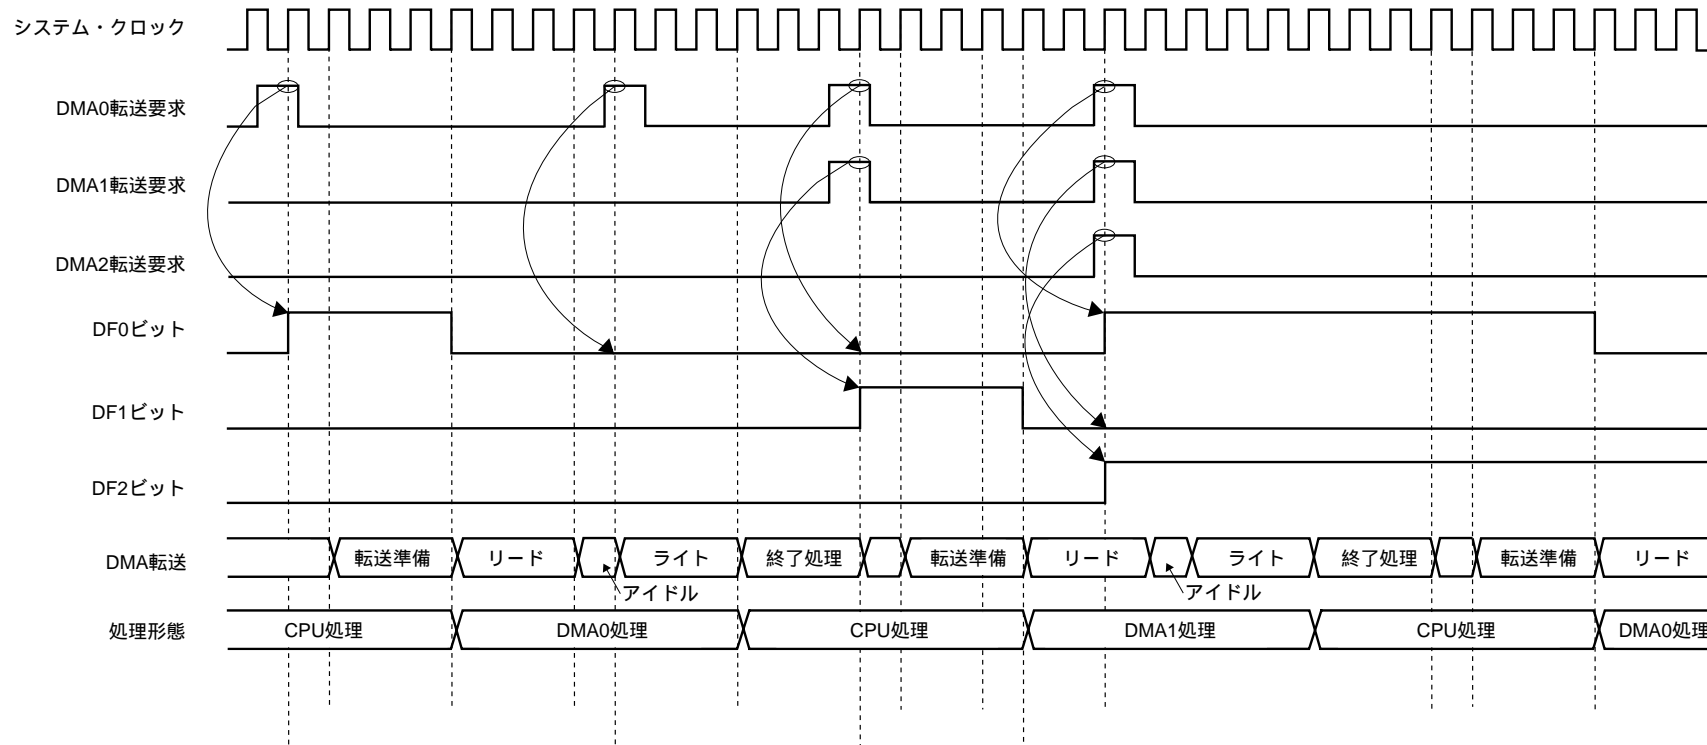 システム・クロック
DMA0転送要求
DMA1転送要求
DMA2転送要求
DF0ビット
DF1ビット
DF2ビット
DMA転送 転送準備 リード ライト 終了処理 転送準備 リード ライト 終了処理 転送準備 リード
アイドル アイドル
処理形態 CPU処理 DMA0処理 CPU処理 DMA1処理 CPU処理 DMA0処理